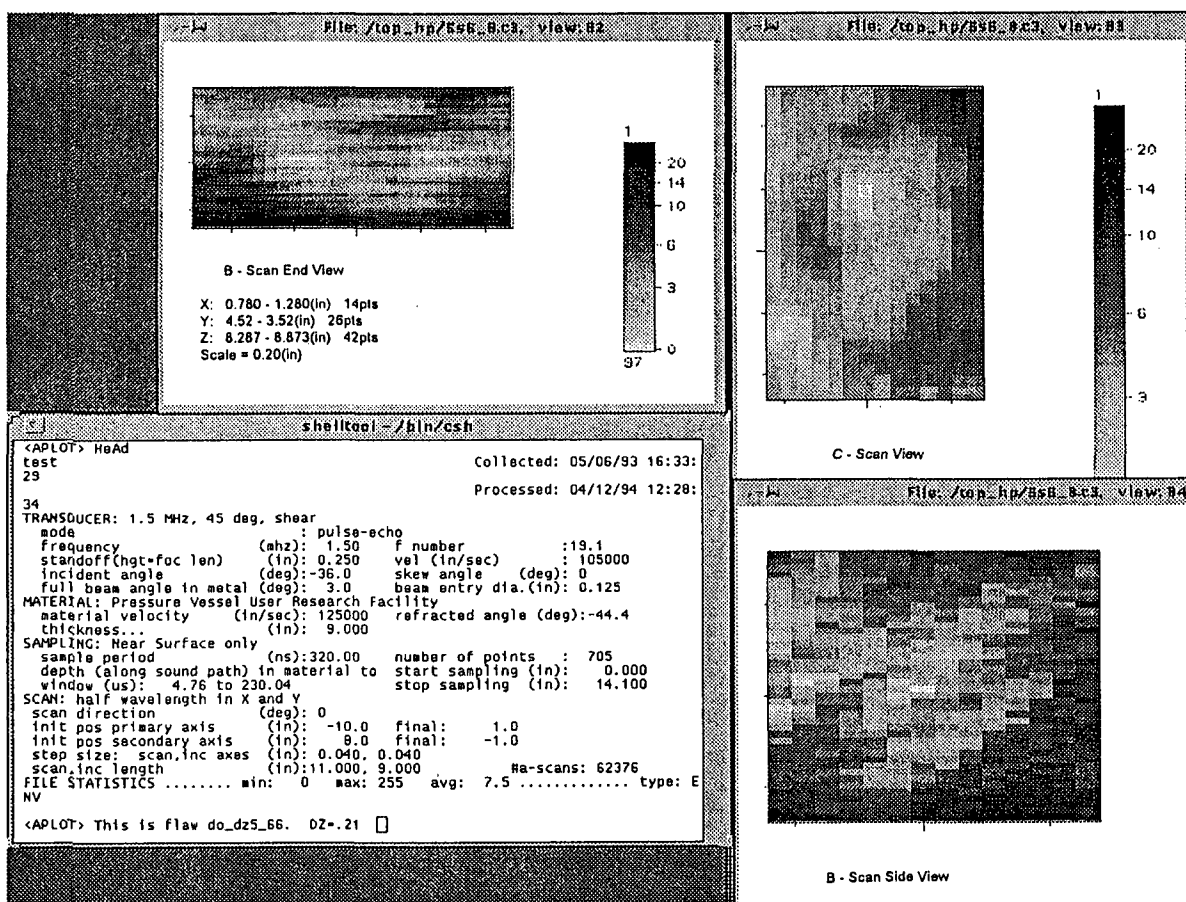 File: /top_hp/5s6_8.c3, view:82
1
20
14
10
6
3
0
97
B - Scan End View
X: 0.780 - 1.280(in) 14pts
Y: 4.52 - 3.52(in) 26pts
Z: 8.287 - 8.873(in) 42pts
Scale = 0.20(in)
File: /top_hp/5s6_8.c3, view:83
1
20
14
10
6
3
C - Scan View
shelltool - /bin/csh
<APLOT> HeAd
test Collected: 05/06/93 16:33:
29
Processed: 04/12/94 12:28:
34
TRANSDUCER: 1.5 MHz, 45 deg, shear
mode : pulse-echo
frequency (mhz): 1.50 f number :19.1
standoff(hgt=foc len) (in): 0.250 vel (in/sec) : 105000
incident angle (deg):-36.0 skew angle (deg): 0
full beam angle in metal (deg): 3.0 beam entry dia.(in): 0.125
MATERIAL: Pressure Vessel User Research Facility
material velocity (in/sec): 125000 refracted angle (deg):-44.4
thickness... (in): 9.000
SAMPLING: Near Surface only
sample period (ns):320.00 number of points : 705
depth (along sound path) in material to start sampling (in): 0.000
window (us): 4.76 to 230.04 stop sampling (in): 14.100
SCAN: half wavelength in X and Y
scan direction (deg): 0
init pos primary axis (in): -10.0 final: 1.0
init pos secondary axis (in): 8.0 final: -1.0
step size: scan,inc axes (in): 0.040, 0.040
scan,inc length (in):11.000, 9.000 #a-scans: 62376
FILE STATISTICS ........ min: 0 max: 255 avg: 7.5 ............. type: E
NV
<APLOT> This is flaw do_dz5_66. DZ=.21
File: /top_hp/5s6_8.c3, view:84
B - Scan Side View